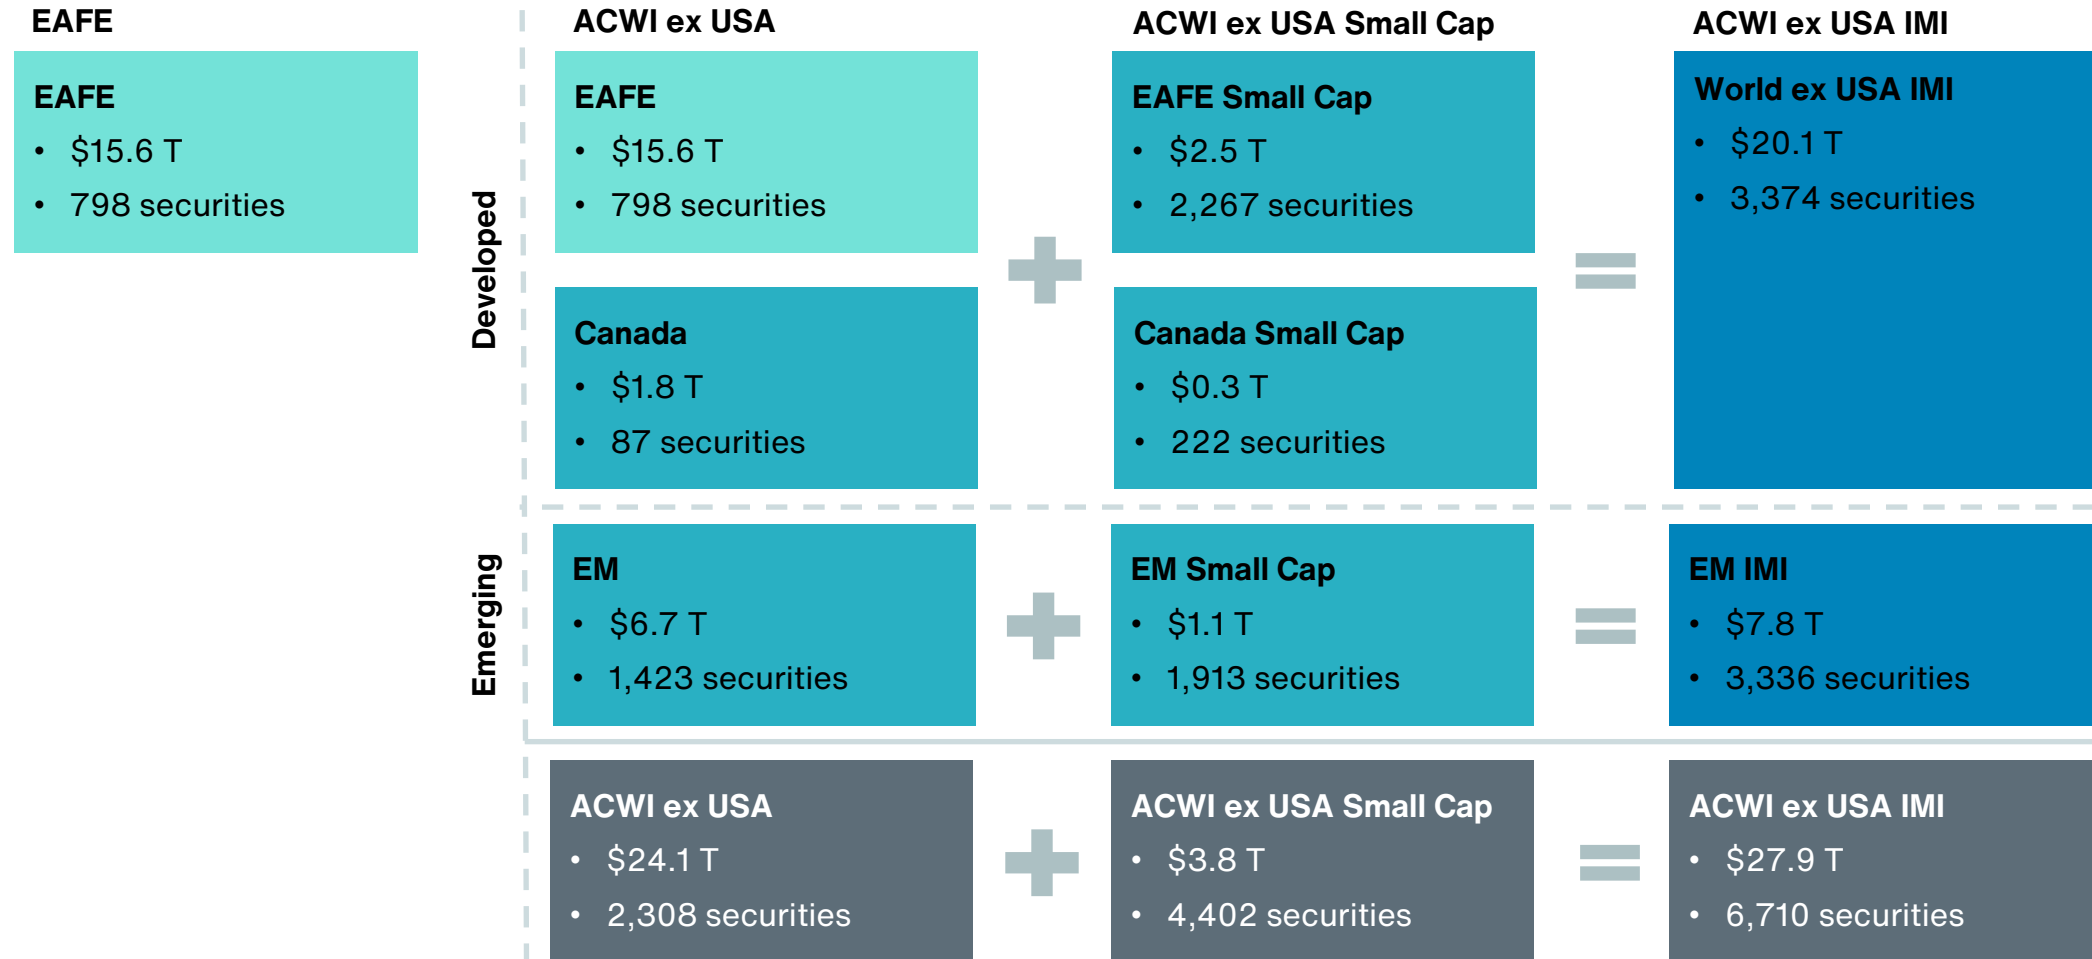 EAFE
ACWI ex USA
ACWI ex USA Small Cap
ACWI ex USA IMI
EAFE
• $15.6 T
• 798 securities
Developed
EAFE
• $15.6 T
• 798 securities
EAFE Small Cap
• $2.5 T
• 2,267 securities
World ex USA IMI
• $20.1 T
• 3,374 securities
Canada
• $1.8 T
• 87 securities
Canada Small Cap
• $0.3 T
• 222 securities
Emerging
EM
• $6.7 T
• 1,423 securities
EM Small Cap
• $1.1 T
• 1,913 securities
EM IMI
• $7.8 T
• 3,336 securities
ACWI ex USA
• $24.1 T
• 2,308 securities
ACWI ex USA Small Cap
• $3.8 T
• 4,402 securities
ACWI ex USA IMI
• $27.9 T
• 6,710 securities